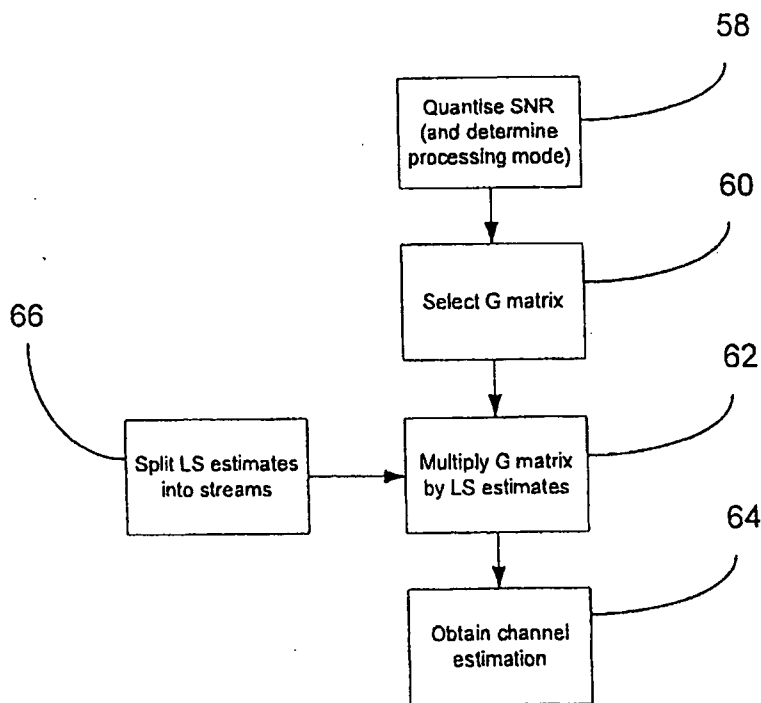 58
Quantise SNR
(and determine
processing mode)
60
Select G matrix
66
62
Split LS estimates
into streams
Multiply G matrix
by LS estimates
64
Obtain channel
estimation